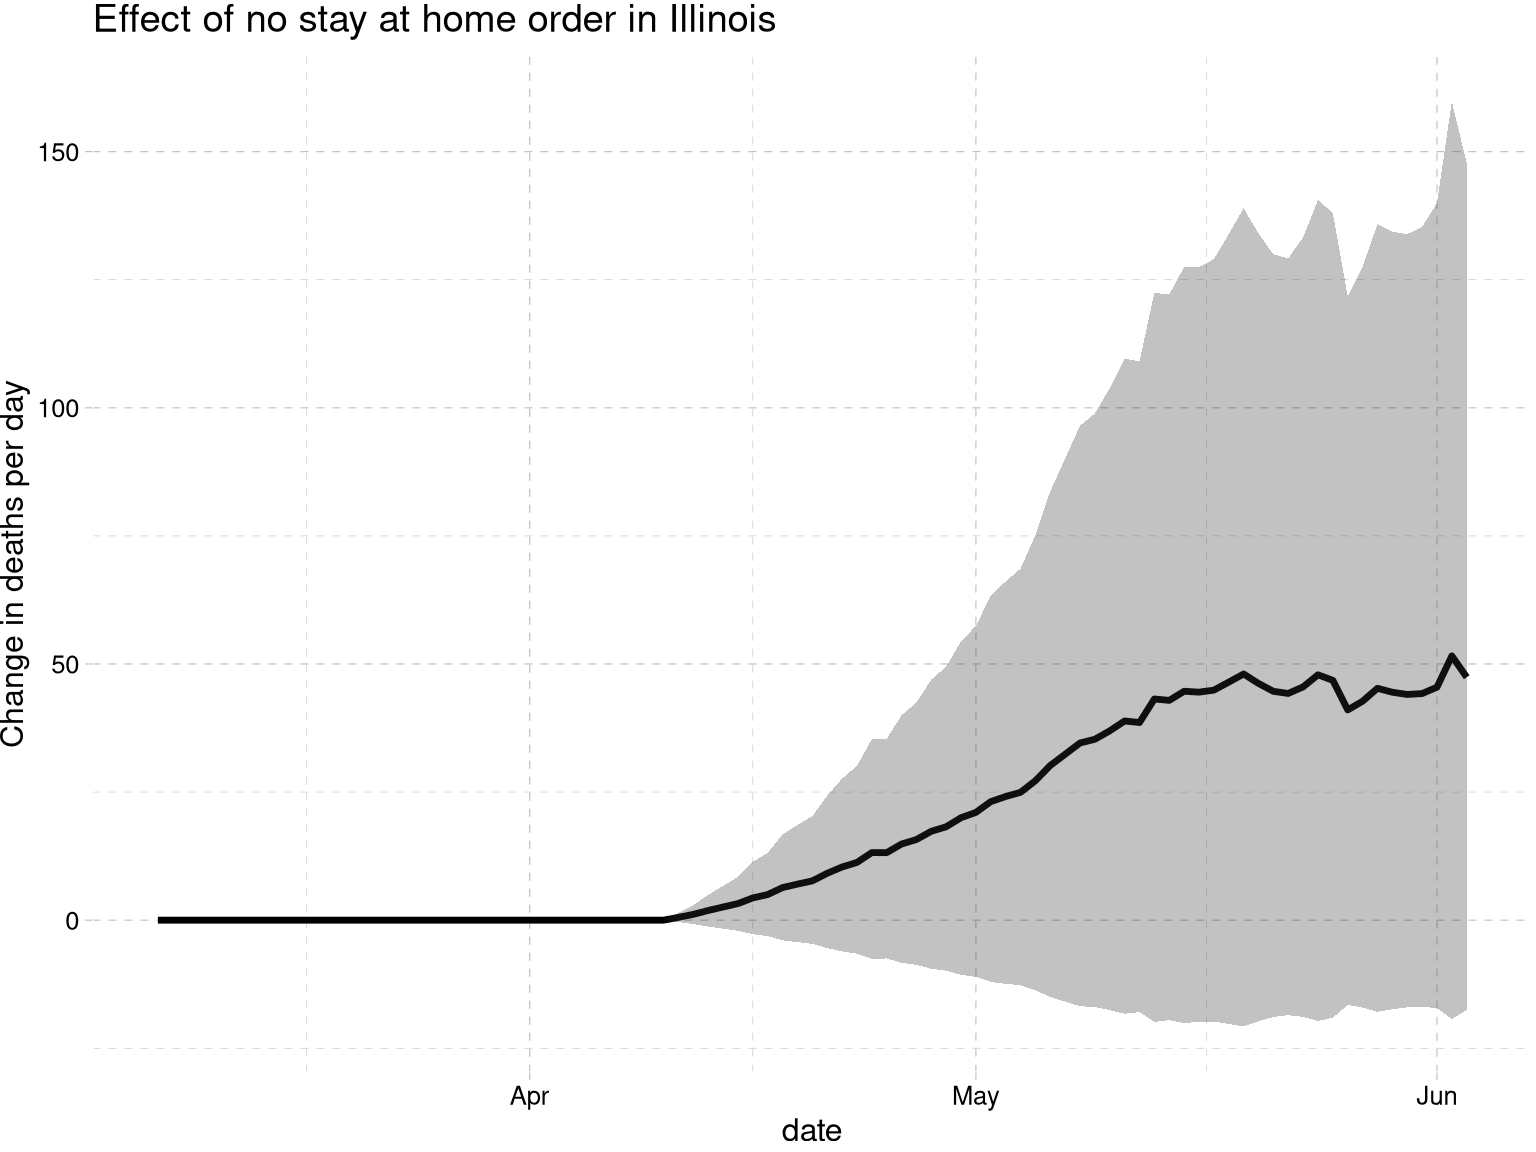 Effect of no stay at home order in Illinois
Change in deaths per day
150
100
50
0
Apr
May
Jun
date